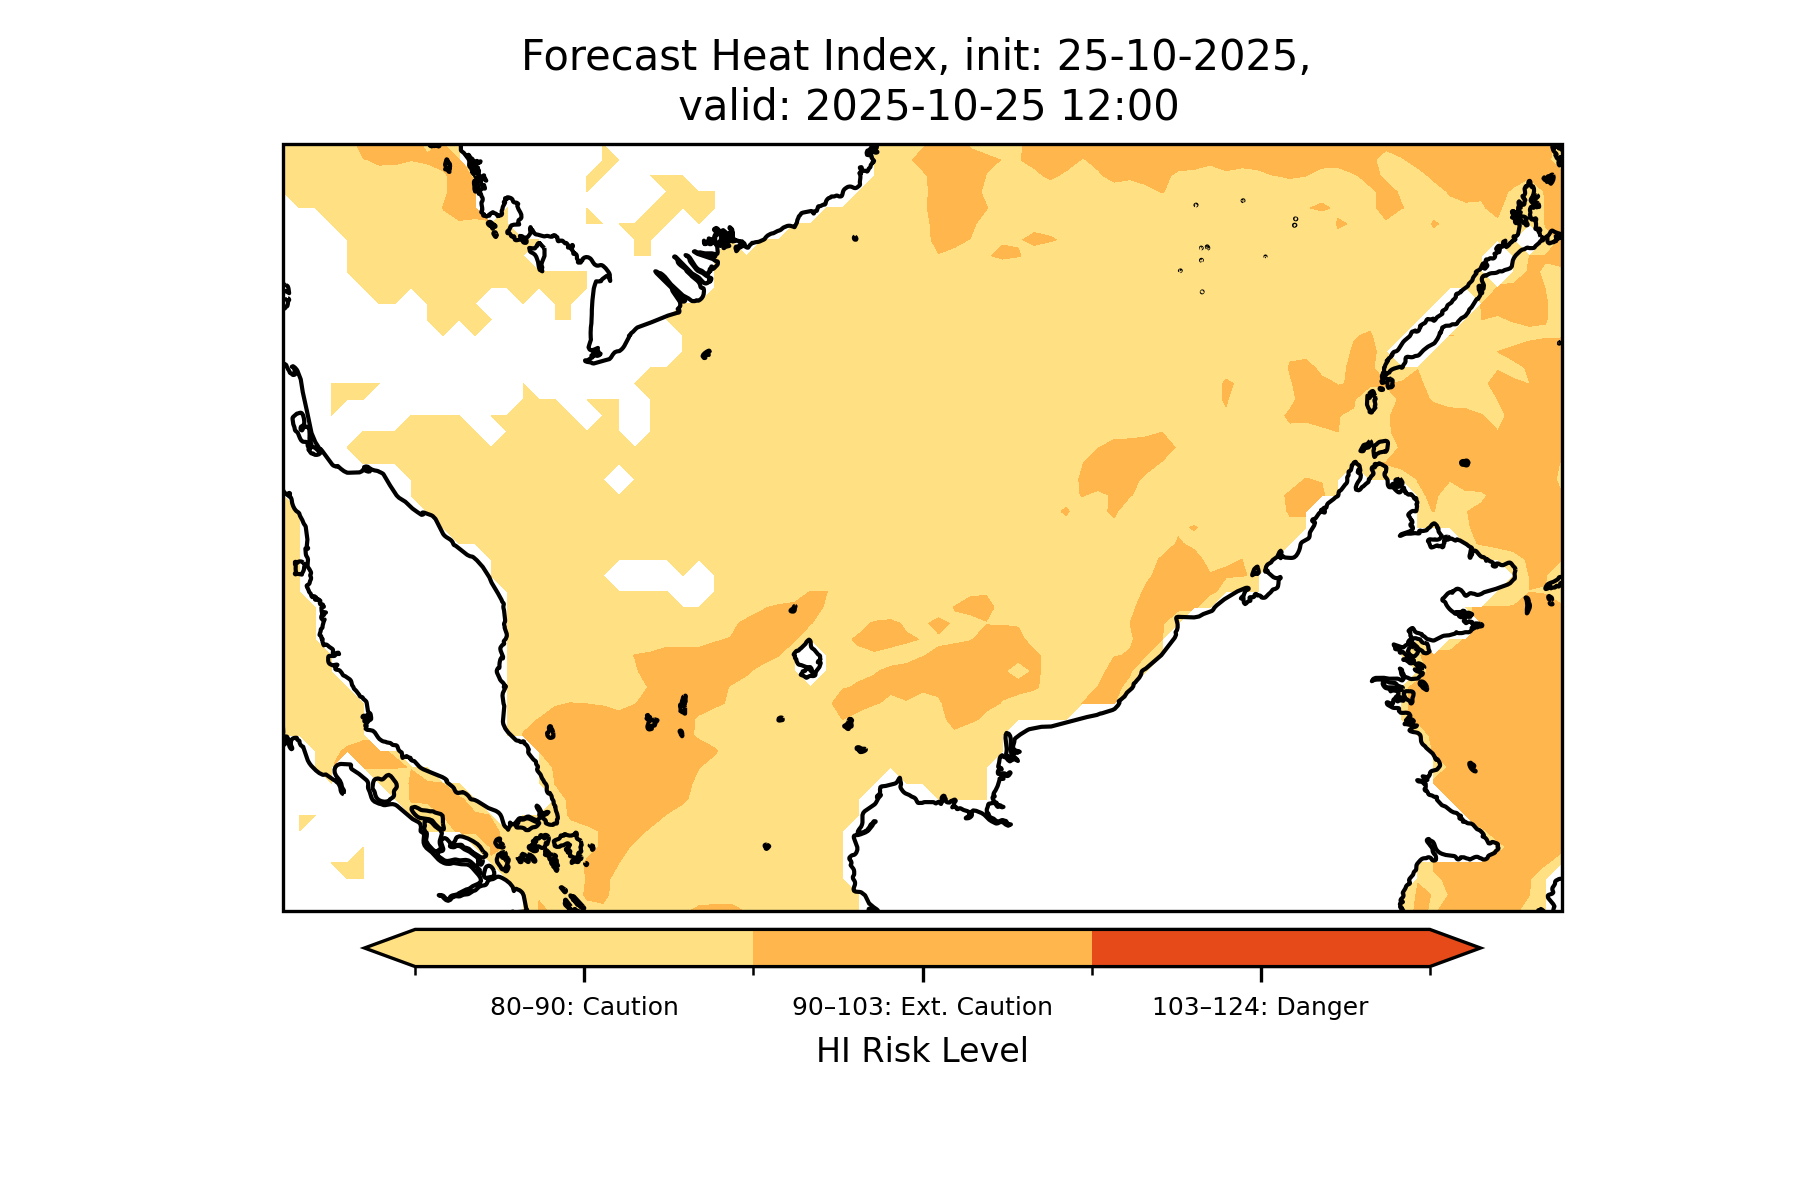 Forecast Heat Index, init: 25-10-2025,
valid: 2025-10-25 12:00
80–90: Caution
90–103: Ext. Caution
103–124: Danger
HI Risk Level